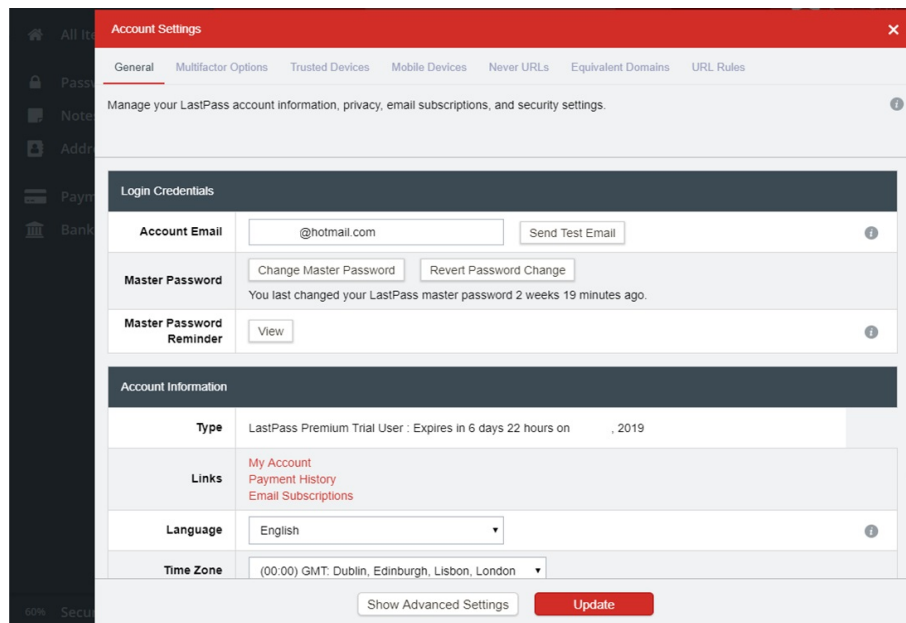 Account Settings
General Multifactor Options Trusted Devices Mobile Devices Never URLs Equivalent Domains URL Rules
Manage your LastPass account information, privacy, email subscriptions, and security settings.
Login Credentials
Account Email @hotmail.com Send Test Email
Master Password Change Master Password Revert Password Change
You last changed your LastPass master password 2 weeks 19 minutes ago.
Master Password
Reminder View
Account Information
Type LastPass Premium Trial User : Expires in 6 days 22 hours on , 2019
Links My Account
Payment History
Email Subscriptions
Language English
Time Zone (00:00) GMT: Dublin, Edinburgh, Lisbon, London
Show Advanced Settings Update
All Ite
Passw
Note
Addre
Paym
Bank
60% Secur